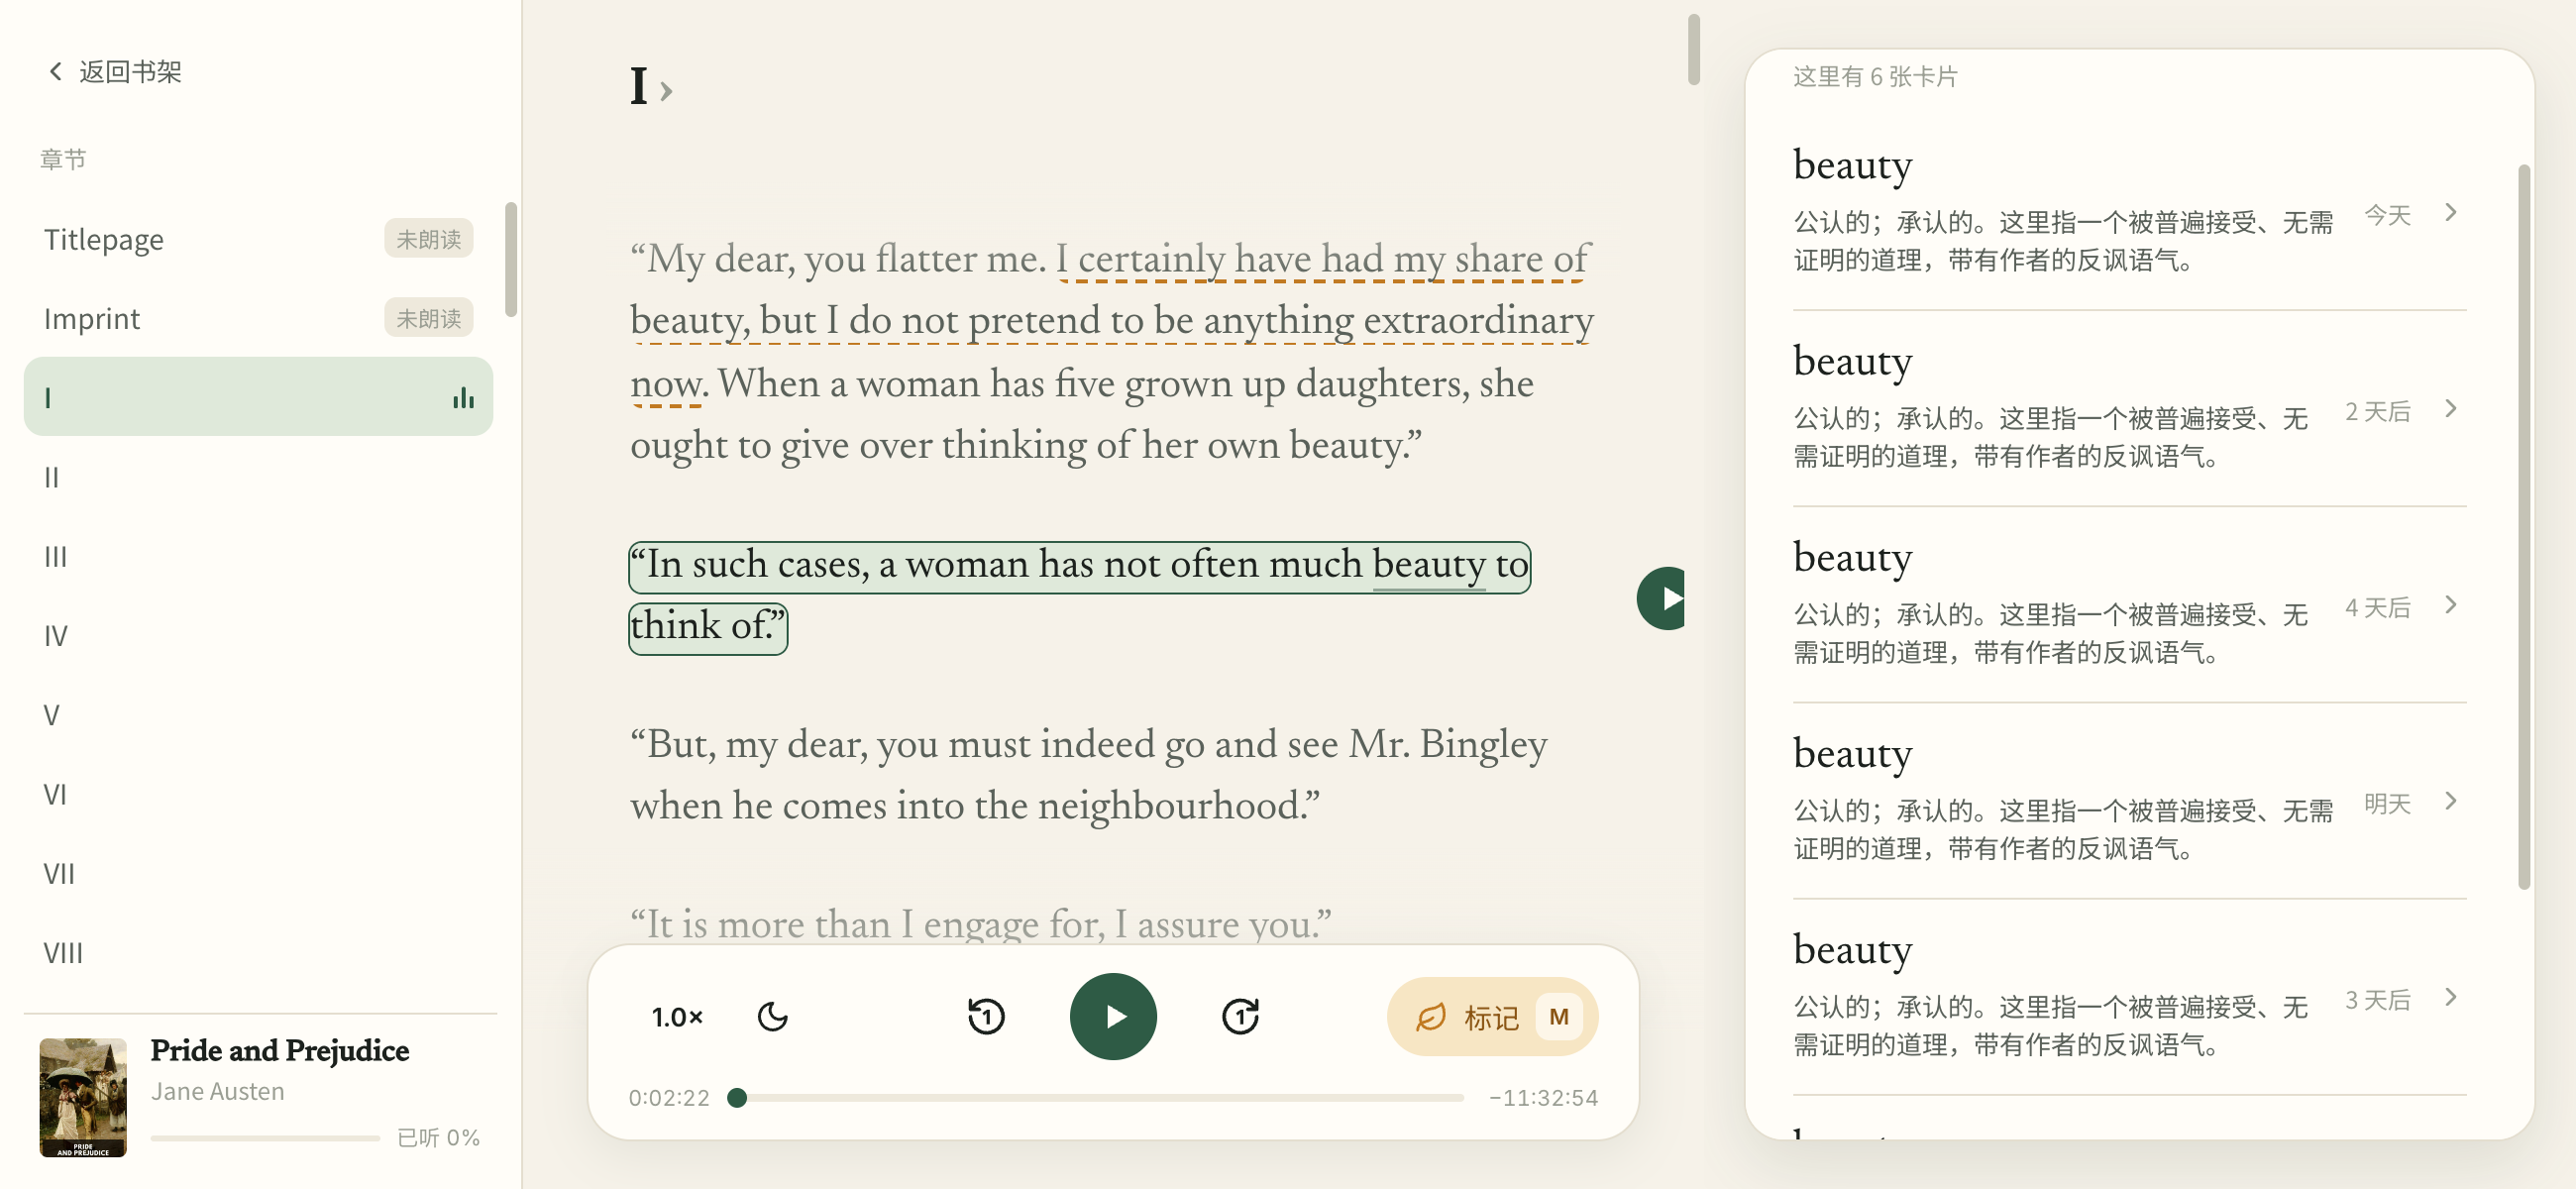 返回书架
章节
Titlepage
未朗读
Imprint
未朗读
I
II
III
IV
V
VI
VII
VIII
Pride and Prejudice
Jane Austen
已听 0%
PRIDE
AND PREJUDICE
I
“My dear, you flatter me. I certainly have had my share of
beauty, but I do not pretend to be anything extraordinary
now. When a woman has five grown up daughters, she
ought to give over thinking of her own beauty.”
“In such cases, a woman has not often much beauty to
think of.”
“But, my dear, you must indeed go and see Mr. Bingley
when he comes into the neighbourhood.”
“It is more than I engage for, I assure you.”
1.0×
1
1
标记
M
0:02:22
−11:32:54
这里有 6 张卡片
beauty
公认的；承认的。这里指一个被普遍接受、无需
证明的道理，带有作者的反讽语气。
今天
beauty
公认的；承认的。这里指一个被普遍接受、无
需证明的道理，带有作者的反讽语气。
2 天后
beauty
公认的；承认的。这里指一个被普遍接受、无
需证明的道理，带有作者的反讽语气。
4 天后
beauty
公认的；承认的。这里指一个被普遍接受、无需
证明的道理，带有作者的反讽语气。
明天
beauty
公认的；承认的。这里指一个被普遍接受、无
需证明的道理，带有作者的反讽语气。
3 天后